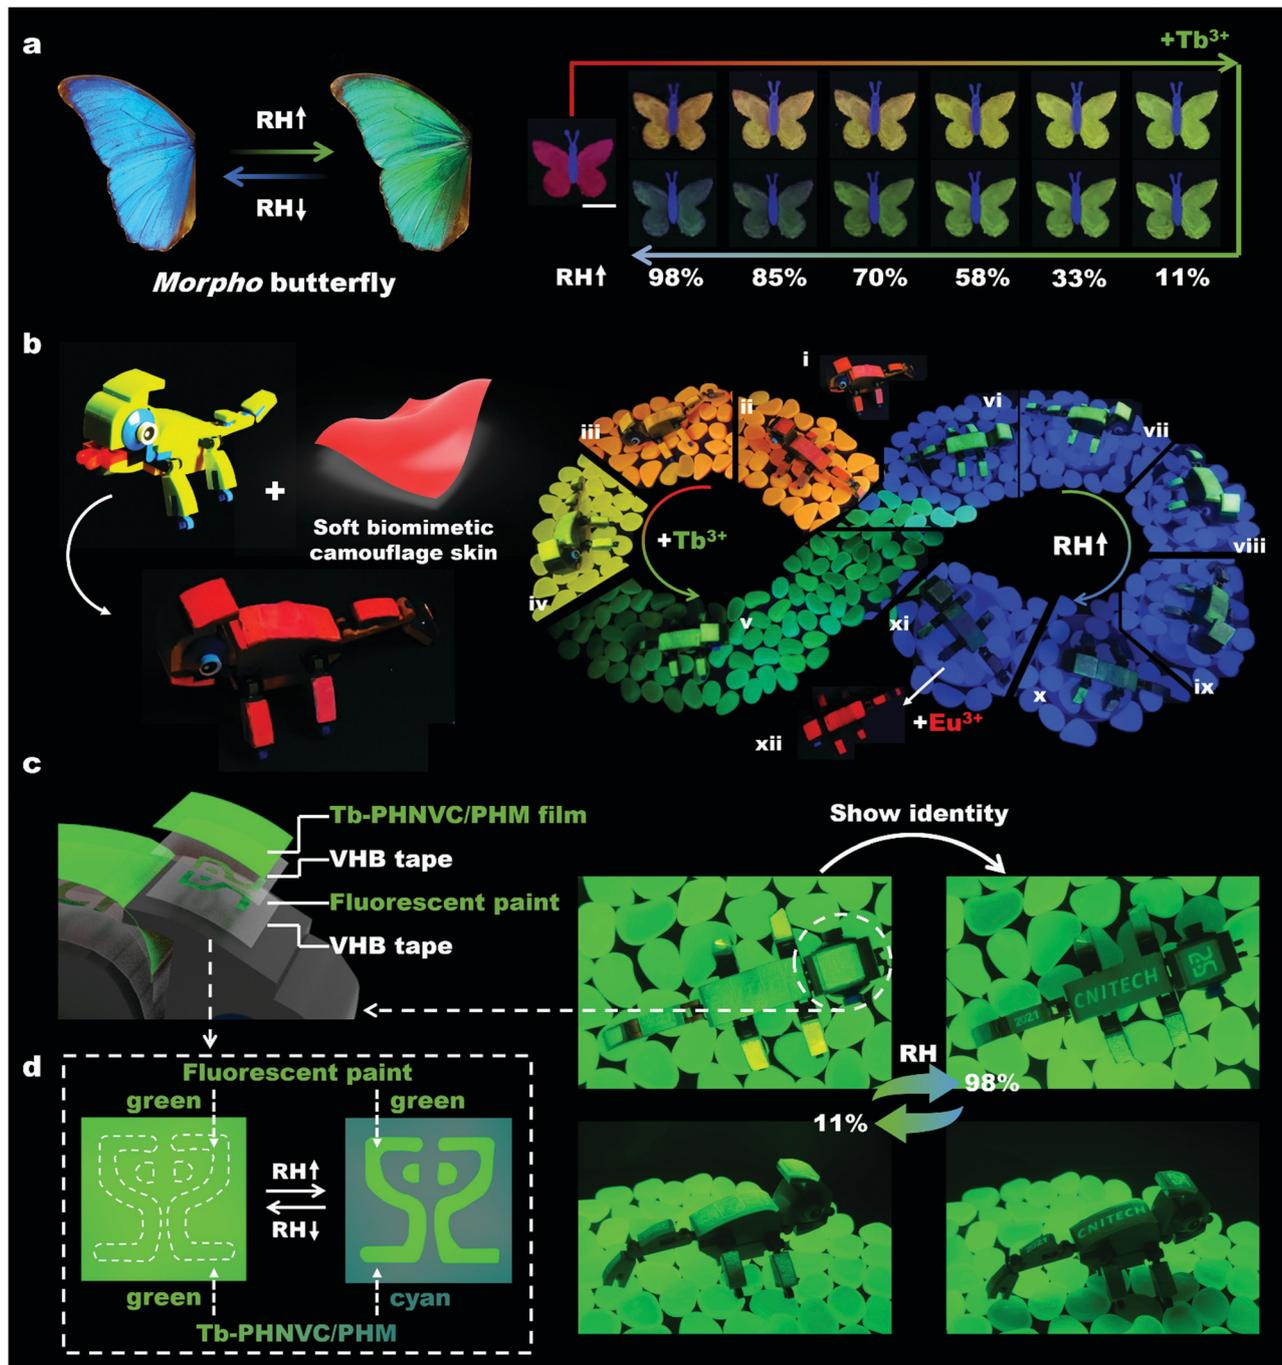 a
RH↑
RH↓
Morpho butterfly
+Tb³⁺
RH↑ 98% 85% 70% 58% 33% 11%
b
+
Soft biomimetic
camouflage skin
i
ii
iii
iv
v
+Tb³⁺
vi
vii
viii
RH↑
ix
x
xi
xii
+Eu³⁺
c
Tb-PHNVC/PHM film
VHB tape
Fluorescent paint
VHB tape
Show identity
CNITECH
2021
RH
98%
11%
CNITECH
2021
d
Fluorescent paint
green green
RH↑
RH↓
green cyan
Tb-PHNVC/PHM